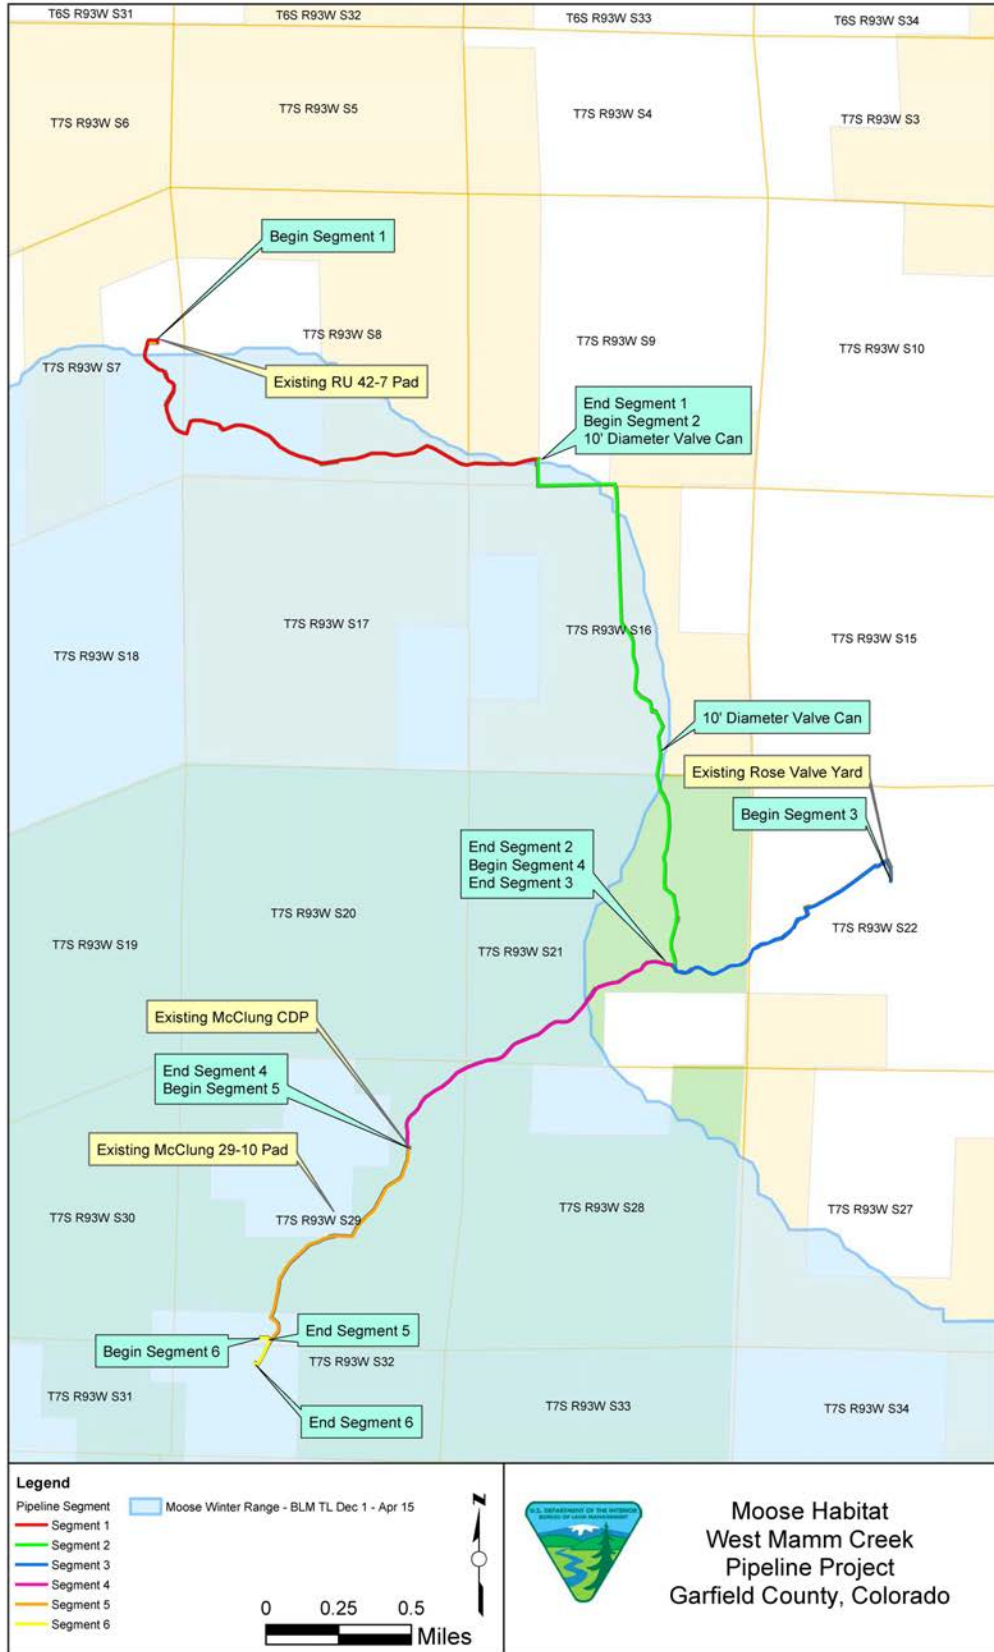 T6S R93W S31
T6S R93W S32
T6S R93W S33
T6S R93W S34
T7S R93W S6
T7S R93W S5
T7S R93W S4
T7S R93W S3
Begin Segment 1
T7S R93W S7
T7S R93W S8
T7S R93W S9
T7S R93W S10
Existing RU 42-7 Pad
End Segment 1
Begin Segment 2
10' Diameter Valve Can
T7S R93W S18
T7S R93W S17
T7S R93W S16
T7S R93W S15
10' Diameter Valve Can
Existing Rose Valve Yard
Begin Segment 3
End Segment 2
Begin Segment 4
End Segment 3
T7S R93W S19
T7S R93W S20
T7S R93W S21
T7S R93W S22
Existing McClung CDP
End Segment 4
Begin Segment 5
Existing McClung 29-10 Pad
T7S R93W S30
T7S R93W S29
T7S R93W S28
T7S R93W S27
End Segment 5
Begin Segment 6
T7S R93W S31
T7S R93W S32
T7S R93W S33
T7S R93W S34
End Segment 6
Legend
Pipeline Segment
Segment 1
Segment 2
Segment 3
Segment 4
Segment 5
Segment 6
Moose Winter Range - BLM TL Dec 1 - Apr 15
N
0 0.25 0.5
Miles
U.S. DEPARTMENT OF THE INTERIOR
BUREAU OF LAND MANAGEMENT
Moose Habitat
West Mamm Creek
Pipeline Project
Garfield County, Colorado